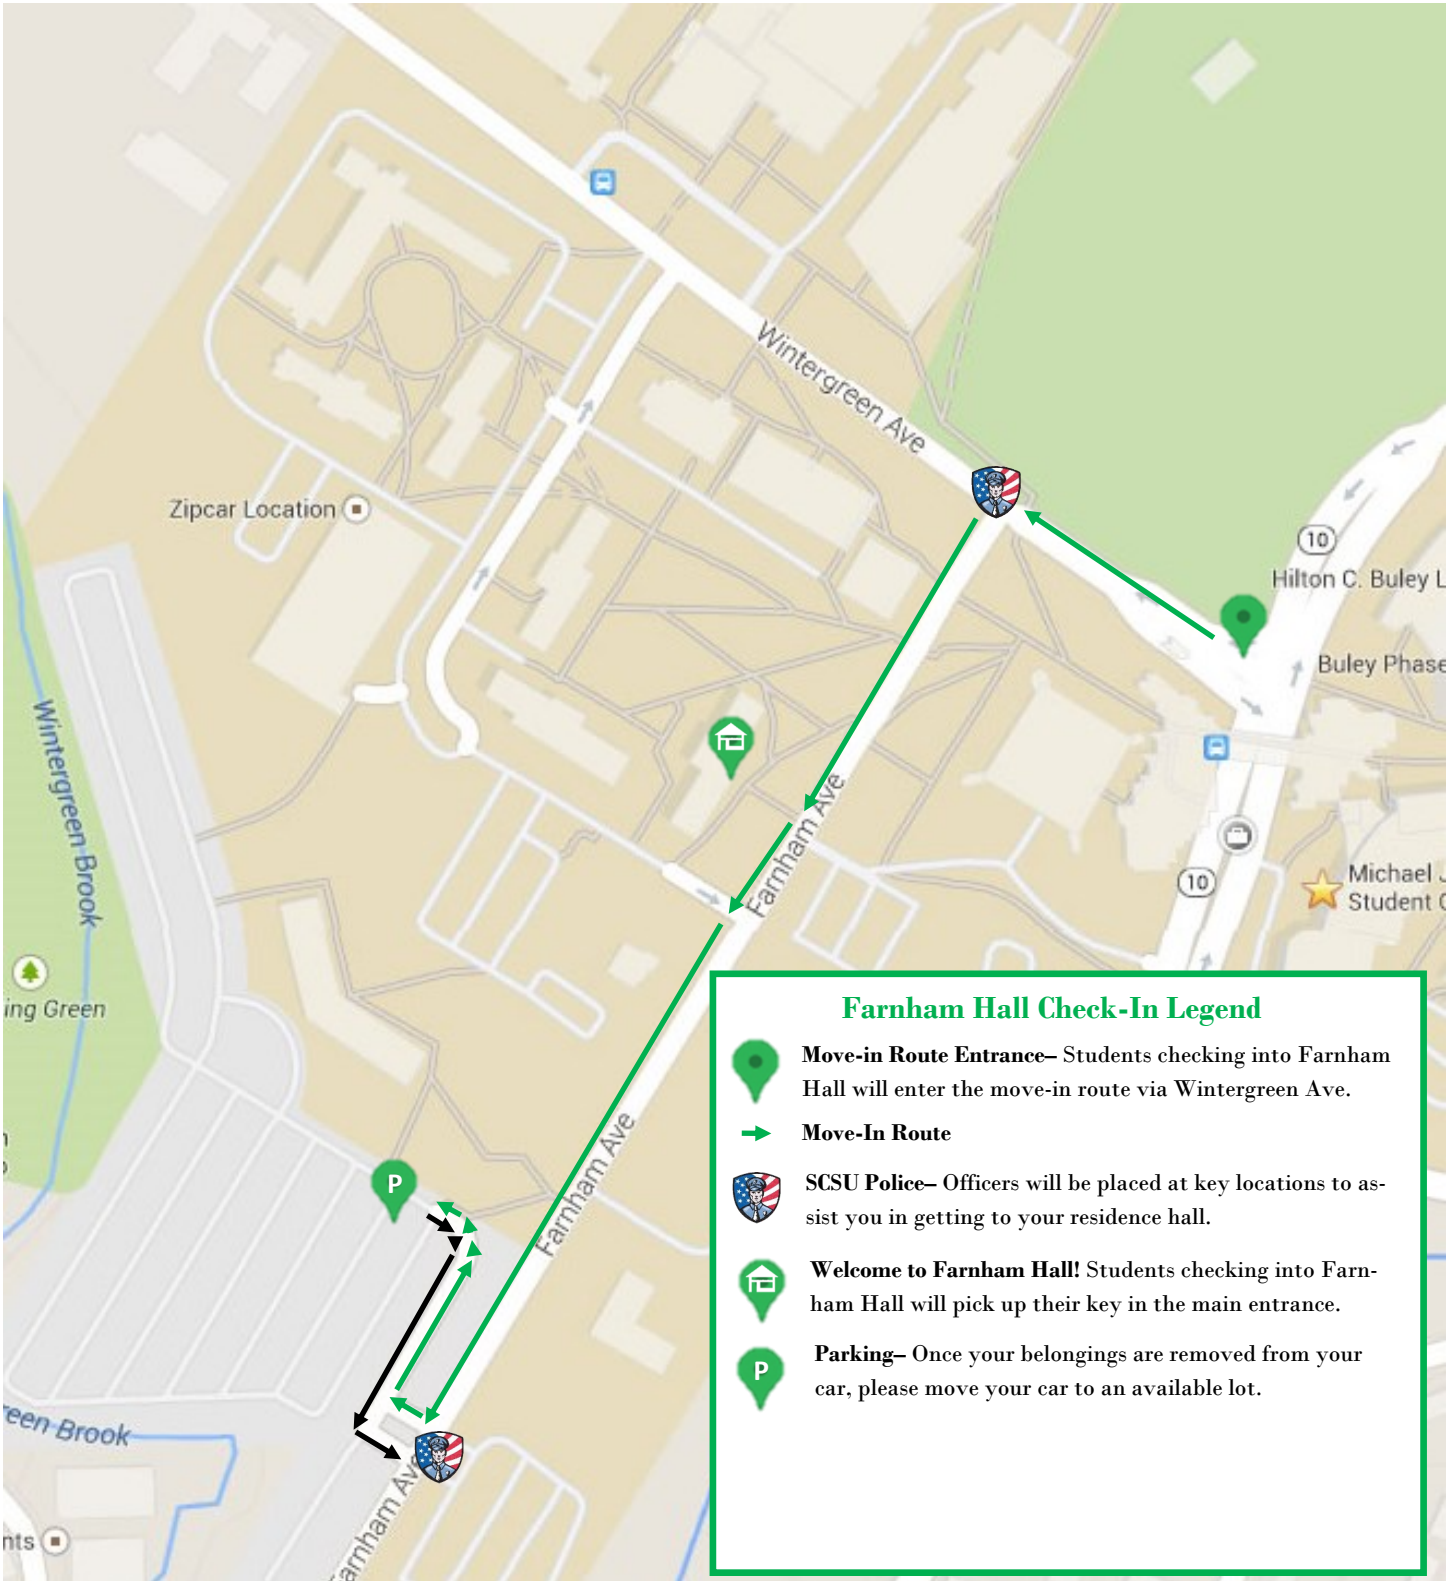 Wintergreen Ave
Zipcar Location
10
Hilton C. Buley L
Buley Phase
Wintergreen Brook
Farnham Ave
10
Michael J
Student C
ing Green
Farnham Hall Check-In Legend
Move-in Route Entrance– Students checking into Farnham
Hall will enter the move-in route via Wintergreen Ave.
Move-In Route
SCSU Police– Officers will be placed at key locations to as-
sist you in getting to your residence hall.
Welcome to Farnham Hall! Students checking into Farn-
ham Hall will pick up their key in the main entrance.
P
Parking– Once your belongings are removed from your
car, please move your car to an available lot.
P
Farnham Ave
reen Brook
Farnham Ave
nts